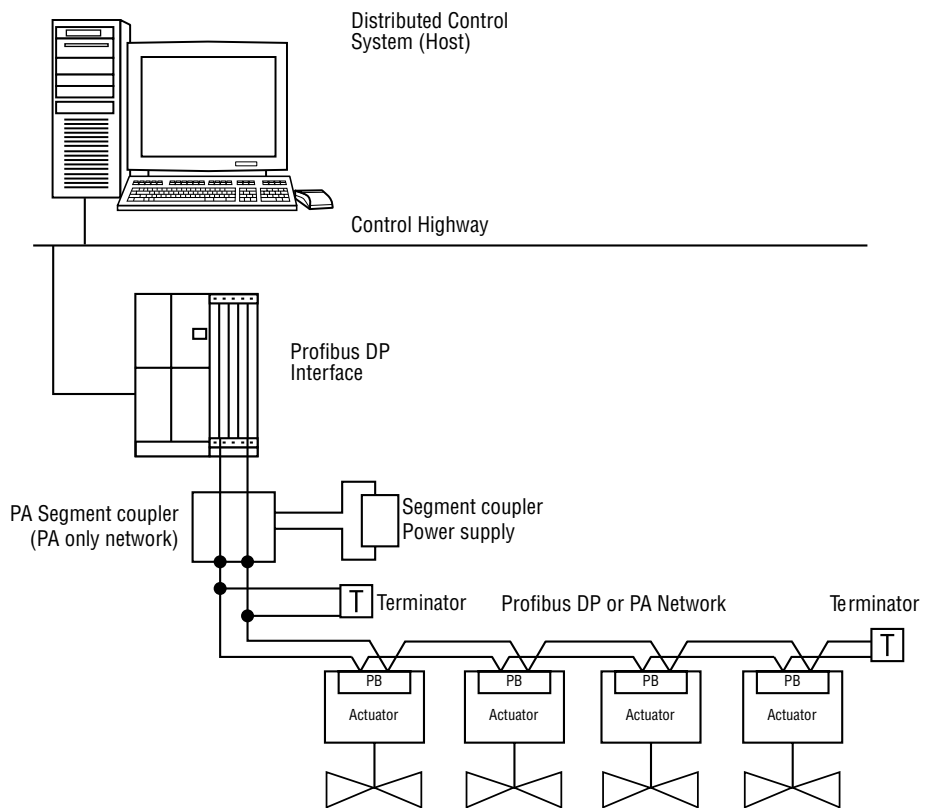 Distributed Control
System (Host)
Control Highway
Profibus DP
Interface
PA Segment coupler
(PA only network)
Segment coupler
Power supply
T
Terminator
Profibus DP or PA Network
Terminator
T
PB
PB
PB
PB
Actuator
Actuator
Actuator
Actuator